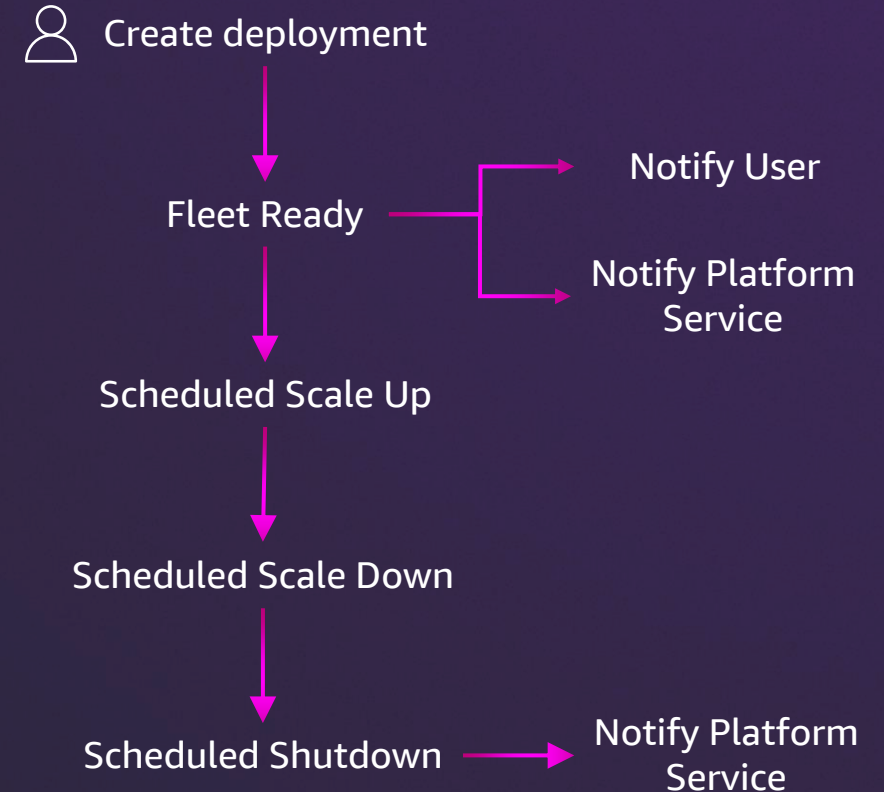 Create deployment
Notify User
Fleet Ready
Notify Platform
Service
Scheduled Scale Up
Scheduled Scale Down
Scheduled Shutdown
Notify Platform
Service